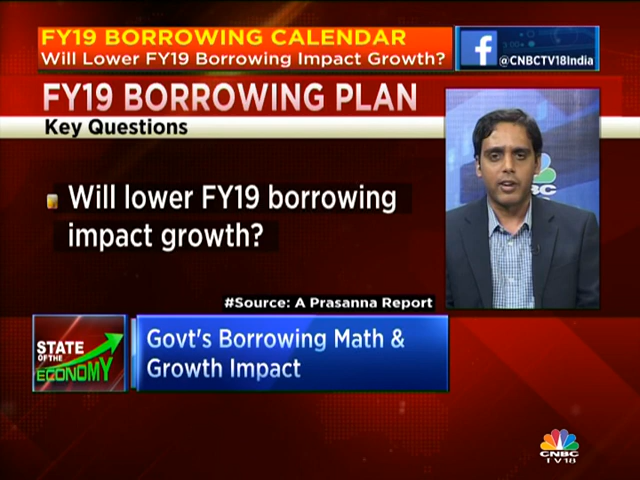 FY19 BORROWING CALENDAR
Will Lower FY19 Borrowing Impact Growth?
@CNBCTV18India
FY19 BORROWING PLAN
Key Questions
Will lower FY19 borrowing
impact growth?
CNBC
#Source: A Prasanna Report
STATE
OF THE
ECONOMY
Govt's Borrowing Math &
Growth Impact
CNBC
TV18